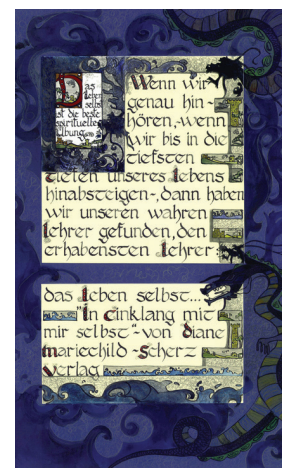 Das
Leben
selbst
ist die beste
spirituelle
Übung
Wenn wir
genau hin-
hören,-wenn
wir bis in die
tiefsten
tiefen unseres Lebens
hinabsteigen-, dann haben
wir unseren wahren
Lehrer gefunden, den
erhabensten Lehrer:
das Leben selbst...
"In Einklang mit
mir selbst"-von Diane
Mariechild-Scherz
Verlag